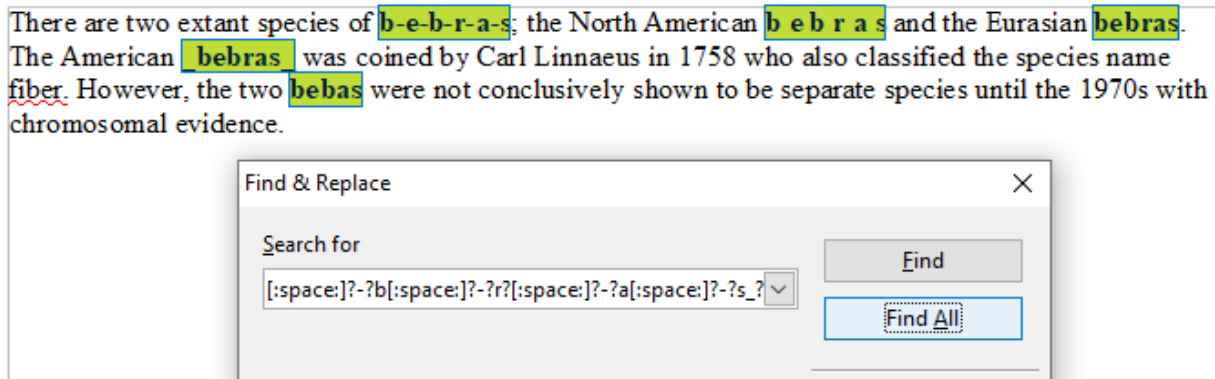 There are two extant species of b-e-b-r-a-s; the North American b e b r a s and the Eurasian bebras.
The American _bebras_ was coined by Carl Linnaeus in 1758 who also classified the species name
fiber. However, the two bebas were not conclusively shown to be separate species until the 1970s with
chromosomal evidence.
Find & Replace
Search for
Find
[:space:]?-?b[:space:]?-?r?[:space:]?-?a[:space:]?-?s_?
Find All